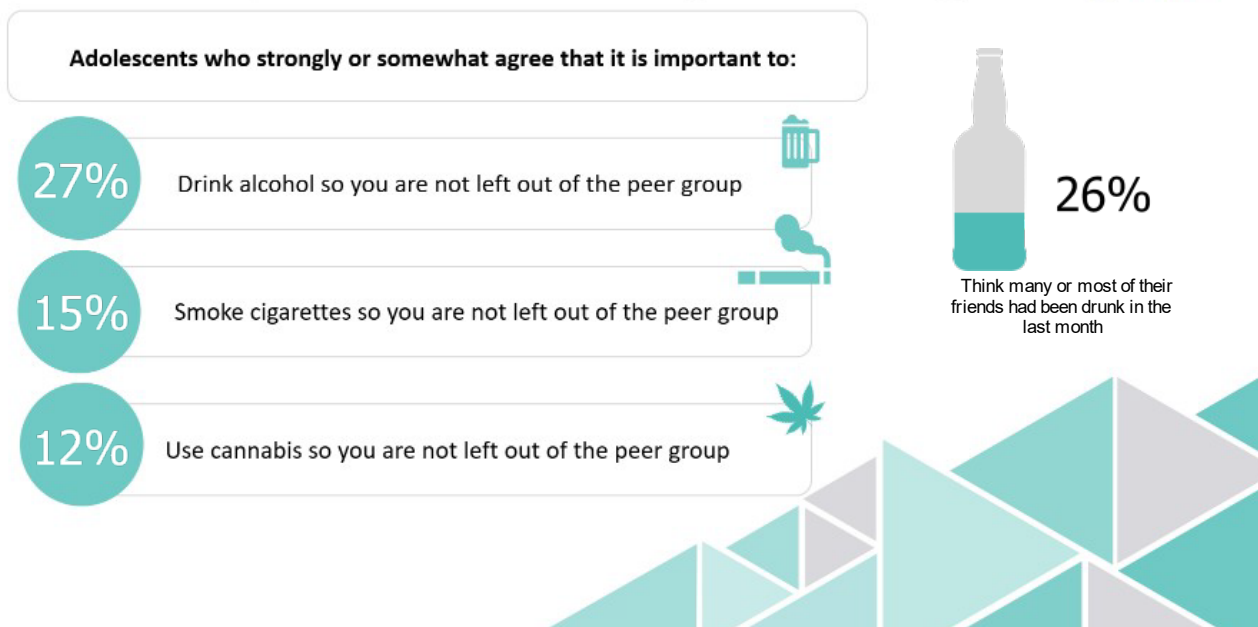 Adolescents who strongly or somewhat agree that it is important to:
27%
Drink alcohol so you are not left out of the peer group
15%
Smoke cigarettes so you are not left out of the peer group
12%
Use cannabis so you are not left out of the peer group
26%
Think many or most of their
friends had been drunk in the
last month